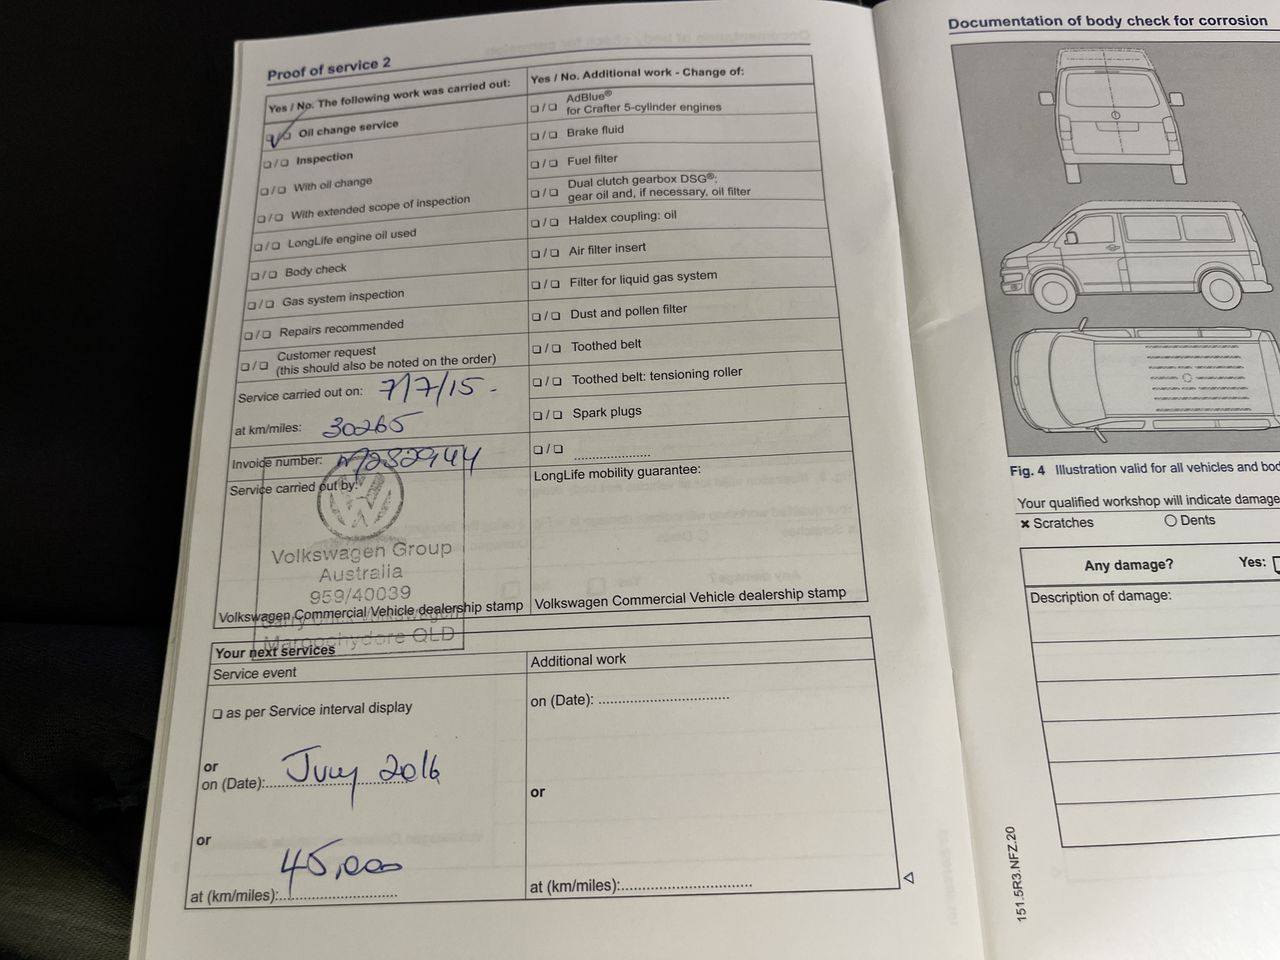 Proof of service 2
Yes / No. The following work was carried out:
✓ Oil change service
❏ / ❏ Inspection
❏ / ❏ With oil change
❏ / ❏ With extended scope of inspection
❏ / ❏ LongLife engine oil used
❏ / ❏ Body check
❏ / ❏ Gas system inspection
❏ / ❏ Repairs recommended
❏ / ❏ Customer request
(this should also be noted on the order)
Service carried out on: 7/7/15 -
at km/miles: 30265
Invoice number:
Service carried out by:
Volkswagen Group
Australia
959/40039
Volkswagen Commercial Vehicle dealership stamp
Maroochydore QLD
Yes / No. Additional work - Change of:
❏ / ❏ AdBlue®
for Crafter 5-cylinder engines
❏ / ❏ Brake fluid
❏ / ❏ Fuel filter
❏ / ❏ Dual clutch gearbox DSG®:
gear oil and, if necessary, oil filter
❏ / ❏ Haldex coupling: oil
❏ / ❏ Air filter insert
❏ / ❏ Filter for liquid gas system
❏ / ❏ Dust and pollen filter
❏ / ❏ Toothed belt
❏ / ❏ Toothed belt: tensioning roller
❏ / ❏ Spark plugs
❏ / ❏ ....................
LongLife mobility guarantee:
Volkswagen Commercial Vehicle dealership stamp
Your next services
Service event
❏ as per Service interval display
or
on (Date): July 2016
or
at (km/miles): 45,000
Additional work
on (Date): ..............................
or
at (km/miles):..............................
Documentation of body check for corrosion
Fig. 4 Illustration valid for all vehicles and
Your qualified workshop will indicate damage
× Scratches
○ Dents
Any damage?
Yes: ❏
Description of damage:
151.5R3.NFZ.20